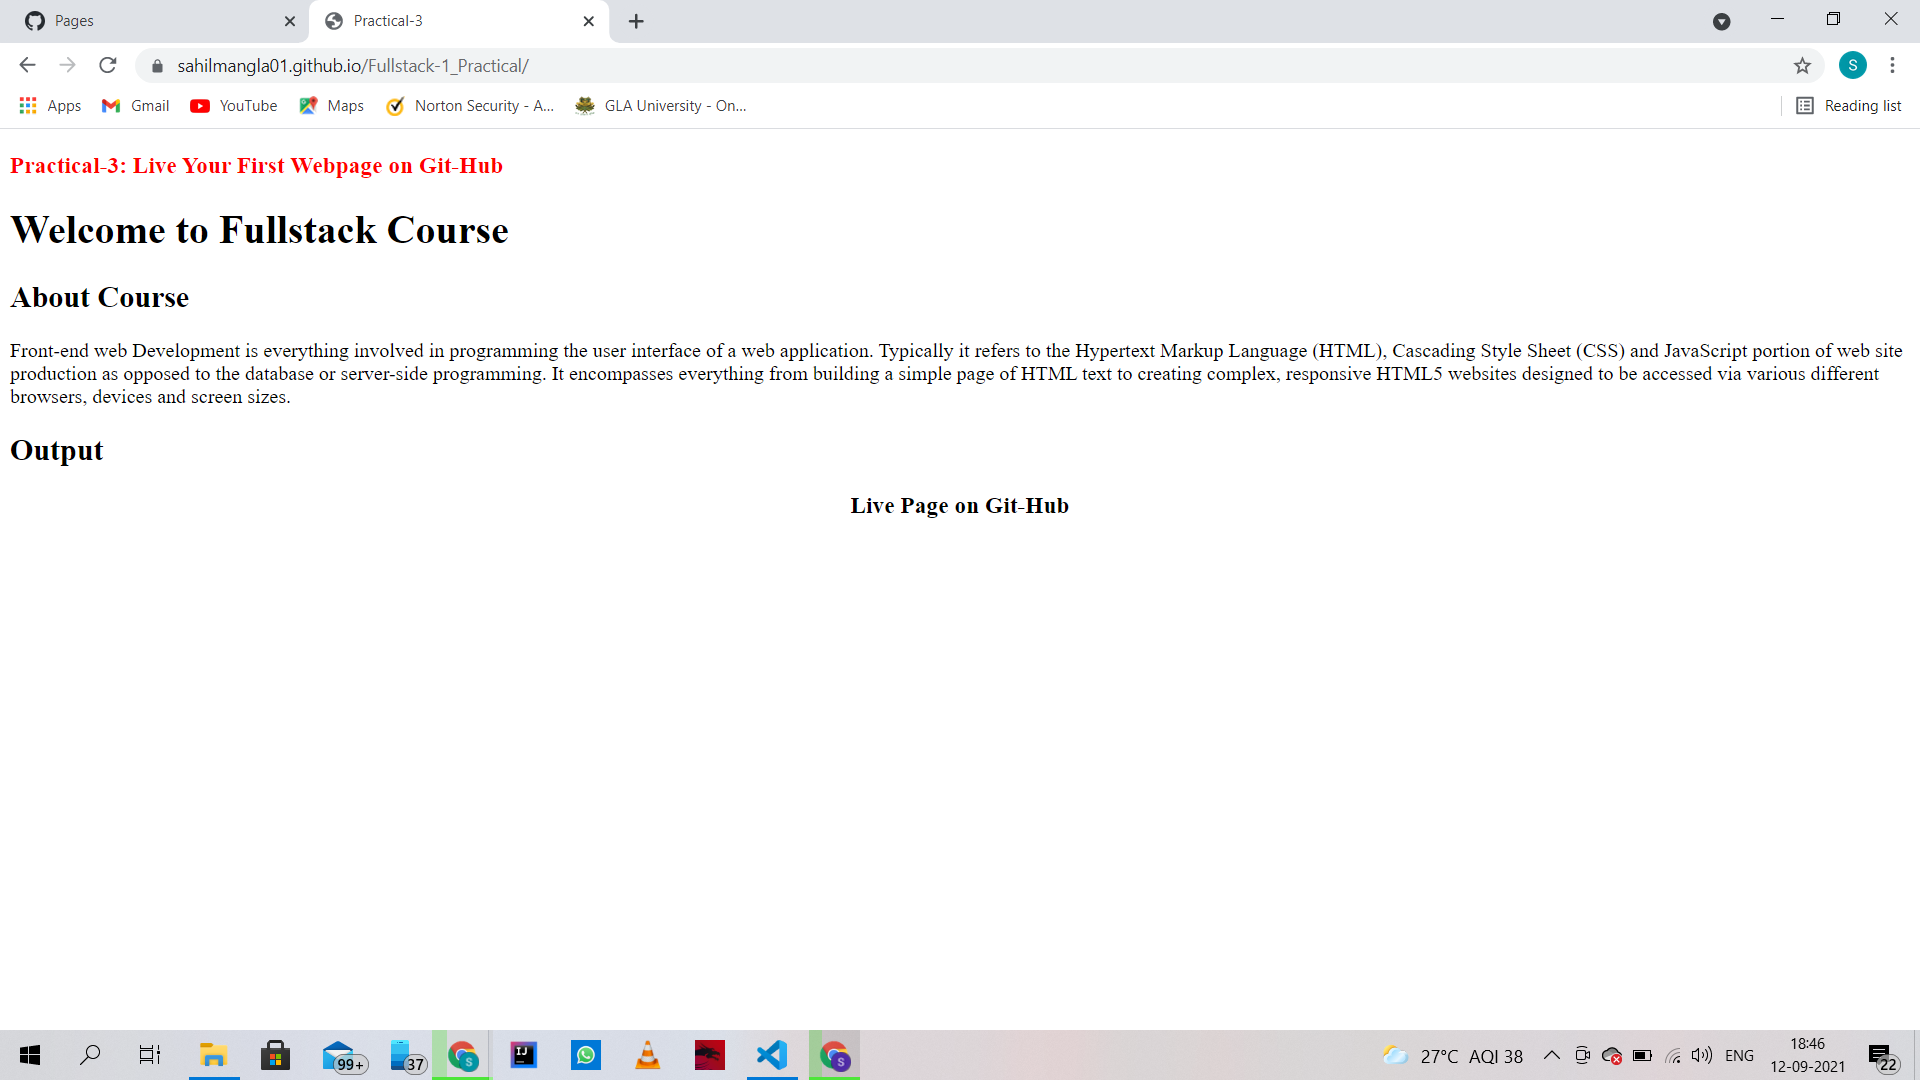 Pages
Practical-3
sahilmangla01.github.io/Fullstack-1_Practical/
S
Apps
Gmail
YouTube
Maps
Norton Security - A...
GLA University - On...
Reading list
Practical-3: Live Your First Webpage on Git-Hub
Welcome to Fullstack Course
About Course
Front-end web Development is everything involved in programming the user interface of a web application. Typically it refers to the Hypertext Markup Language (HTML), Cascading Style Sheet (CSS) and JavaScript portion of web site
production as opposed to the database or server-side programming. It encompasses everything from building a simple page of HTML text to creating complex, responsive HTML5 websites designed to be accessed via various different
browsers, devices and screen sizes.
Output
Live Page on Git-Hub
99+
37
S
IJ
S
27°C AQI 38
ENG
18:46
12-09-2021
22